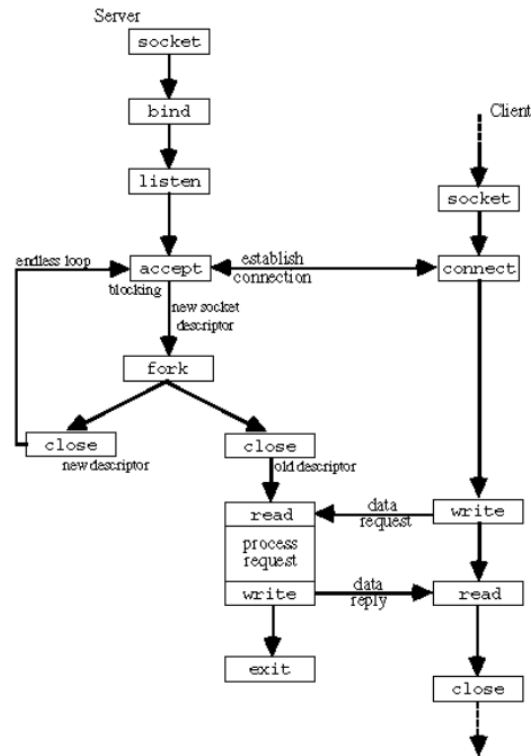 Server
socket
bind
Client
listen
socket
endless loop
accept
establish
connection
connect
blocking
new socket
descriptor
fork
close
new descriptor
close
old descriptor
read
data
request
write
process
request
write
data
reply
read
exit
close